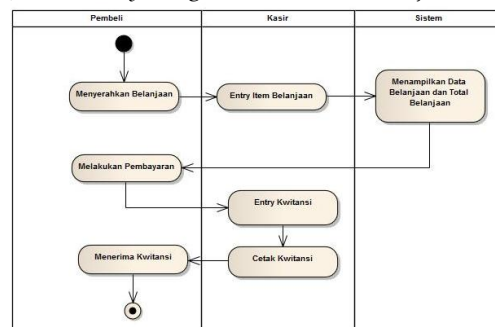 Pembeli
Kasir
Sistem
Menyerahkan Belanjaan
Entry Item Belanjaan
Menampilkan Data
Belanjaan dan Total
Belanjaan
Melakukan Pembayaran
Entry Kwitansi
Menerima Kwitansi
Cetak Kwitansi